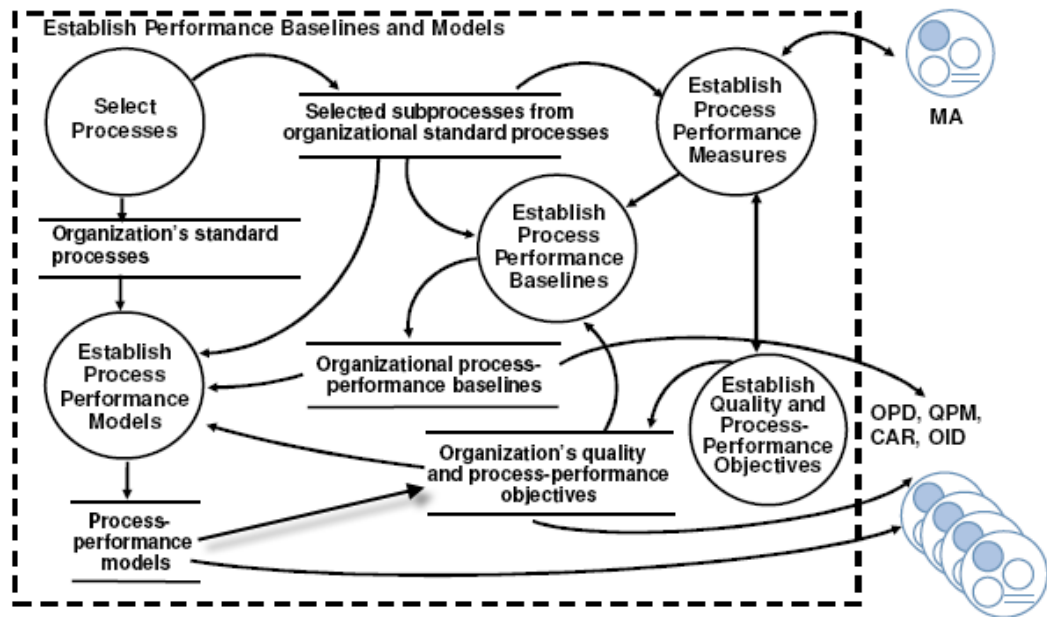 Establish Performance Baselines and Models
Select
Processes
Selected subprocesses from
organizational standard processes
Establish
Process
Performance
Measures
MA
Organization's standard
processes
Establish
Process
Performance
Baselines
Establish
Process
Performance
Models
Organizational process-
performance baselines
Establish
Quality and
Process-
Performance
Objectives
OPD, QPM,
CAR, OID
Organization's quality
and process-performance
objectives
Process-
performance
models